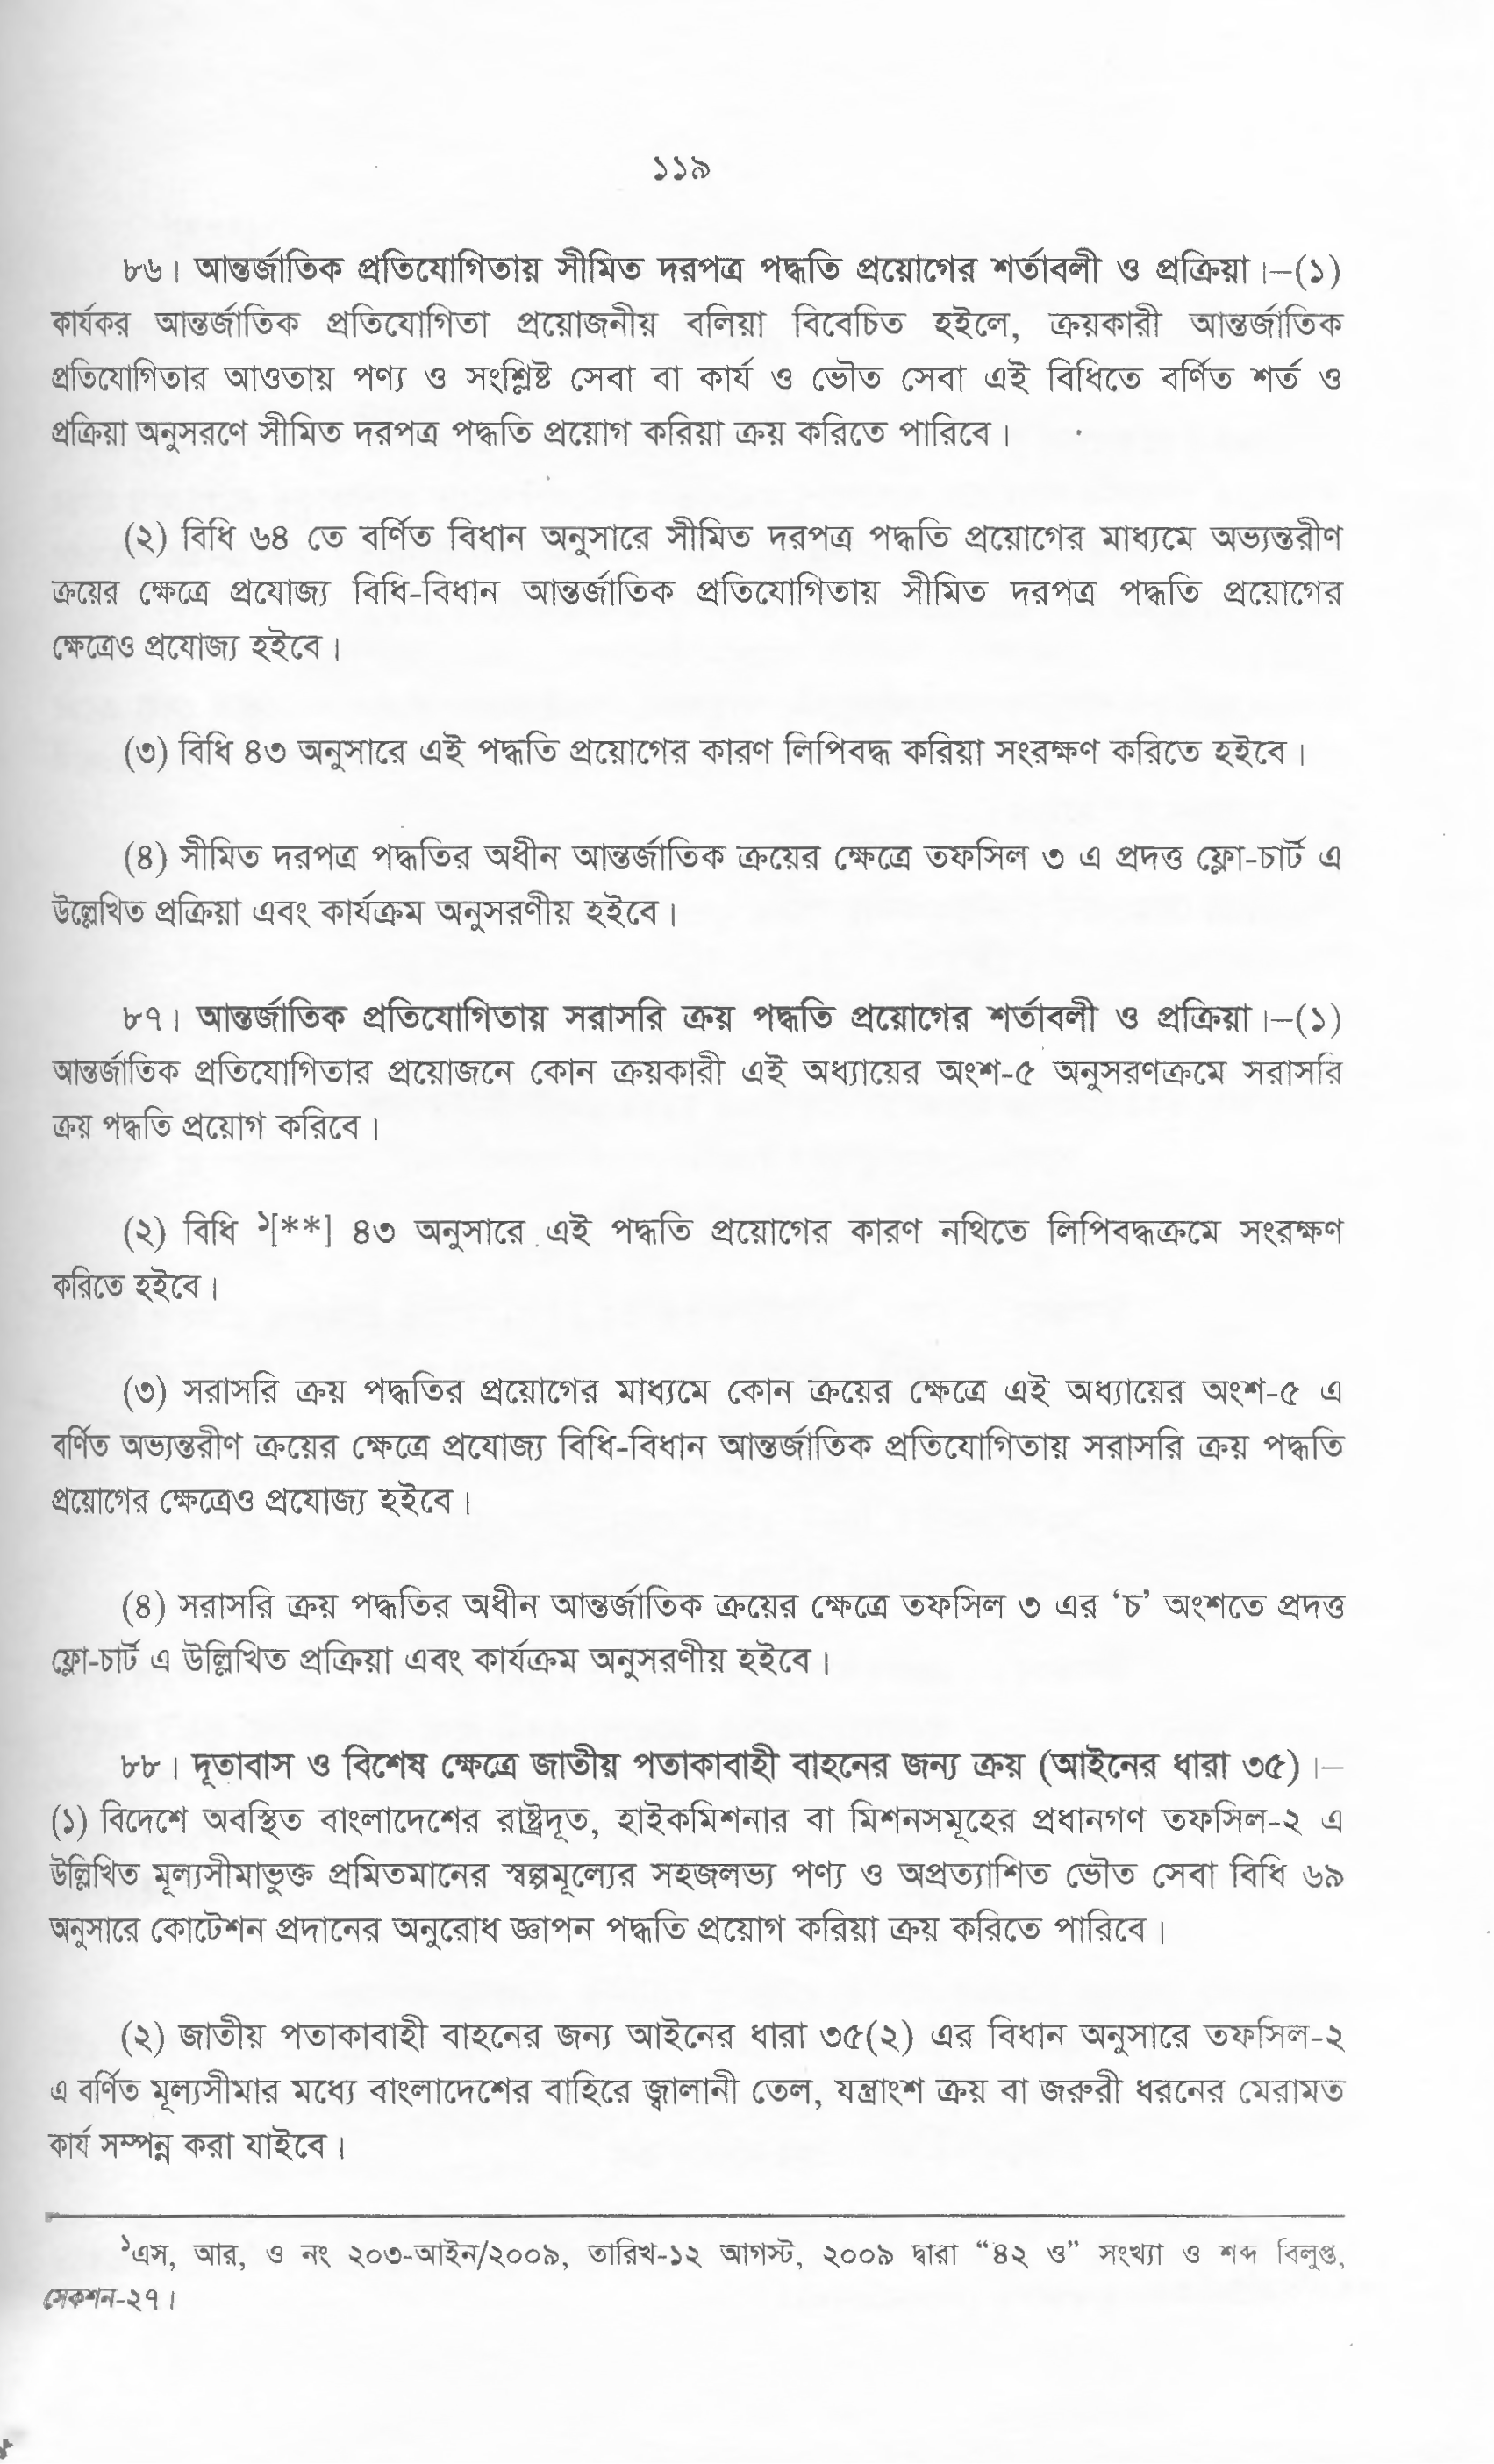 ১১৯
৮৬। আন্তর্জাতিক প্রতিযোগিতায় সীমিত দরপত্র পদ্ধতি প্রয়োগের শর্তাবলী ও প্রক্রিয়া।–(১)
কার্যকর আন্তর্জাতিক প্রতিযোগিতা প্রয়োজনীয় বলিয়া বিবেচিত হইলে, ক্রয়কারী আন্তর্জাতিক
প্রতিযোগিতার আওতায় পণ্য ও সংশ্লিষ্ট সেবা বা কার্য ও ভৌত সেবা এই বিধিতে বর্ণিত শর্ত ও
প্রক্রিয়া অনুসরণে সীমিত দরপত্র পদ্ধতি প্রয়োগ করিয়া ক্রয় করিতে পারিবে।
(২) বিধি ৬৪ তে বর্ণিত বিধান অনুসারে সীমিত দরপত্র পদ্ধতি প্রয়োগের মাধ্যমে অভ্যন্তরীণ
ক্রয়ের ক্ষেত্রে প্রযোজ্য বিধি-বিধান আন্তর্জাতিক প্রতিযোগিতায় সীমিত দরপত্র পদ্ধতি প্রয়োগের
ক্ষেত্রেও প্রযোজ্য হইবে।
(৩) বিধি ৪৩ অনুসারে এই পদ্ধতি প্রয়োগের কারণ লিপিবদ্ধ করিয়া সংরক্ষণ করিতে হইবে।
(৪) সীমিত দরপত্র পদ্ধতির অধীন আন্তর্জাতিক ক্রয়ের ক্ষেত্রে তফসিল ৩ এ প্রদত্ত ফ্লো-চার্ট এ
উল্লেখিত প্রক্রিয়া এবং কার্যক্রম অনুসরণীয় হইবে।
৮৭। আন্তর্জাতিক প্রতিযোগিতায় সরাসরি ক্রয় পদ্ধতি প্রয়োগের শর্তাবলী ও প্রক্রিয়া।–(১)
আন্তর্জাতিক প্রতিযোগিতার প্রয়োজনে কোন ক্রয়কারী এই অধ্যায়ের অংশ-৫ অনুসরণক্রমে সরাসরি
ক্রয় পদ্ধতি প্রয়োগ করিবে।
(২) বিধি ১[**] ৪৩ অনুসারে এই পদ্ধতি প্রয়োগের কারণ নথিতে লিপিবদ্ধক্রমে সংরক্ষণ
করিতে হইবে।
(৩) সরাসরি ক্রয় পদ্ধতির প্রয়োগের মাধ্যমে কোন ক্রয়ের ক্ষেত্রে এই অধ্যায়ের অংশ-৫ এ
বর্ণিত অভ্যন্তরীণ ক্রয়ের ক্ষেত্রে প্রযোজ্য বিধি-বিধান আন্তর্জাতিক প্রতিযোগিতায় সরাসরি ক্রয় পদ্ধতি
প্রয়োগের ক্ষেত্রেও প্রযোজ্য হইবে।
(৪) সরাসরি ক্রয় পদ্ধতির অধীন আন্তর্জাতিক ক্রয়ের ক্ষেত্রে তফসিল ৩ এর ‘চ’ অংশতে প্রদত্ত
ফ্লো-চার্ট এ উল্লিখিত প্রক্রিয়া এবং কার্যক্রম অনুসরণীয় হইবে।
৮৮। দূতাবাস ও বিশেষ ক্ষেত্রে জাতীয় পতাকাবাহী বাহনের জন্য ক্রয় (আইনের ধারা ৩৫)।–
(১) বিদেশে অবস্থিত বাংলাদেশের রাষ্ট্রদূত, হাইকমিশনার বা মিশনসমূহের প্রধানগণ তফসিল-২ এ
উল্লিখিত মূল্যসীমাভুক্ত প্রমিতমানের স্বল্পমূল্যের সহজলভ্য পণ্য ও অপ্রত্যাশিত ভৌত সেবা বিধি ৬৯
অনুসারে কোটেশন প্রদানের অনুরোধ জ্ঞাপন পদ্ধতি প্রয়োগ করিয়া ক্রয় করিতে পারিবে।
(২) জাতীয় পতাকাবাহী বাহনের জন্য আইনের ধারা ৩৫(২) এর বিধান অনুসারে তফসিল-২
এ বর্ণিত মূল্যসীমার মধ্যে বাংলাদেশের বাহিরে জ্বালানী তেল, যন্ত্রাংশ ক্রয় বা জরুরী ধরনের মেরামত
কার্য সম্পন্ন করা যাইবে।
১এস, আর, ও নং ২০৩-আইন/২০০৯, তারিখ-১২ আগস্ট, ২০০৯ দ্বারা “৪২ ও” সংখ্যা ও শব্দ বিলুপ্ত,
সেকশন-২৭।